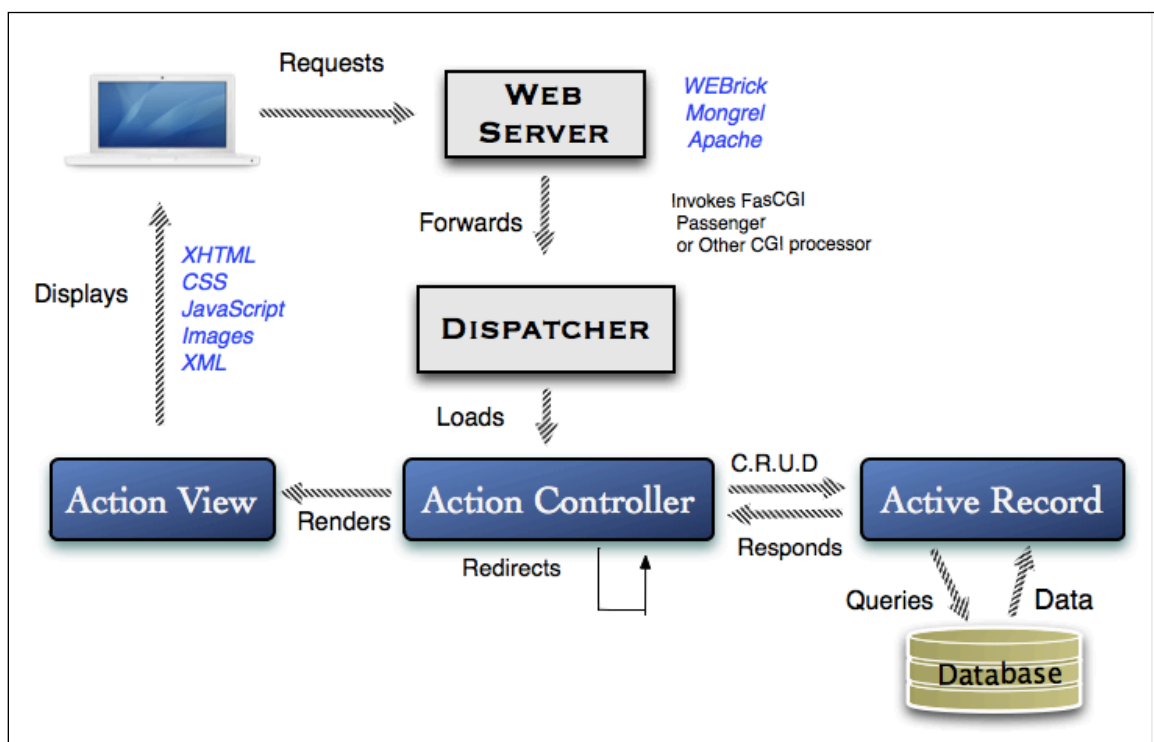 Requests
WEB
SERVER
WEBrick
Mongrel
Apache
Forwards
Invokes FasCGI
Passenger
or Other CGI processor
Displays
XHTML
CSS
JavaScript
Images
XML
DISPATCHER
Loads
Action View
Renders
Action Controller
C.R.U.D
Responds
Active Record
Redirects
Queries
Data
Database